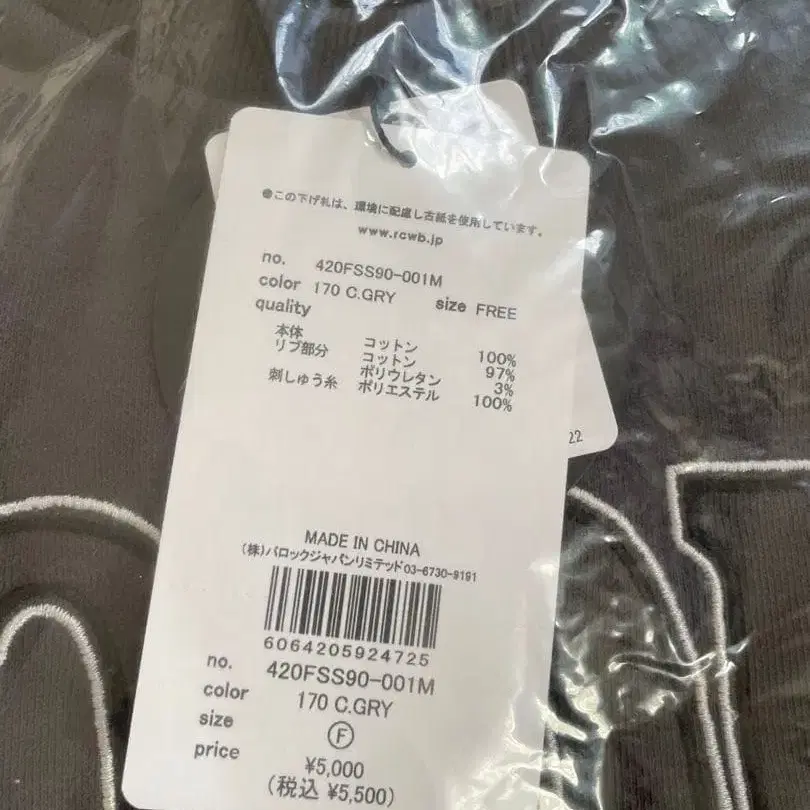 ●この下げ札は、環境に配慮し古紙を使用しています。
www.rcwb.jp
no. 420FSS90-001M
color 170 C.GRY size FREE
quality
本体 コットン 100%
リブ部分 コットン 97%
ポリウレタン 3%
刺しゅう糸 ポリエステル 100%
22
MADE IN CHINA
(株)バロックジャパンリミテッド03-6730-9191
6064205924725
no. 420FSS90-001M
color 170 C.GRY
size F
price ¥5,000
(税込 ¥5,500)